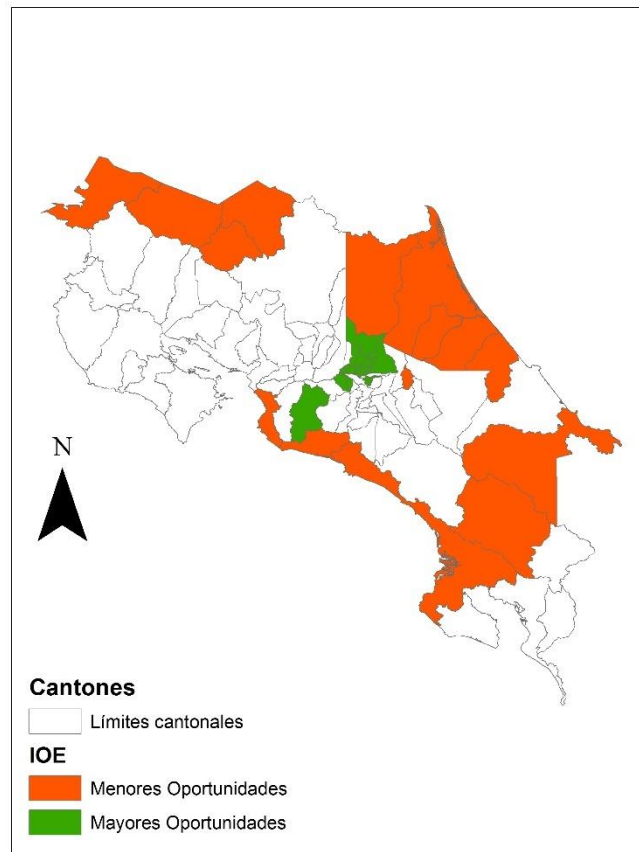 N
Cantones
Límites cantonales
IOE
Menores Oportunidades
Mayores Oportunidades